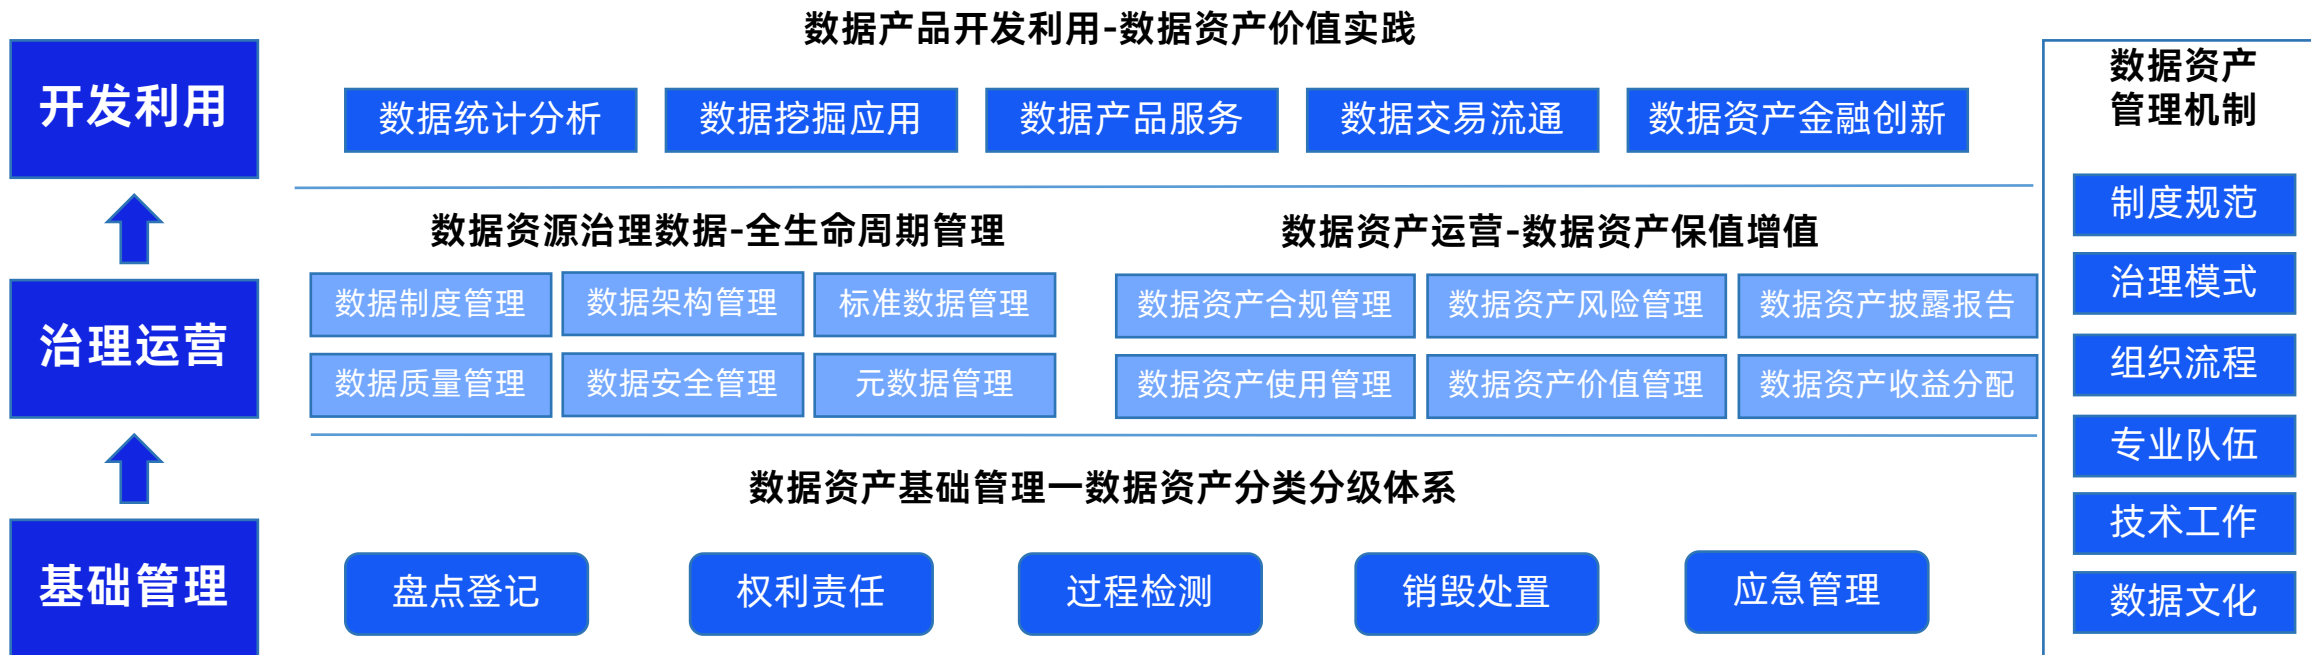 数据产品开发利用-数据资产价值实践
开发利用
数据统计分析
数据挖掘应用
数据产品服务
数据交易流通
数据资产金融创新
数据资源治理数据-全生命周期管理
数据资产运营-数据资产保值增值
治理运营
数据制度管理
数据架构管理
标准数据管理
数据资产合规管理
数据资产风险管理
数据资产披露报告
数据质量管理
数据安全管理
元数据管理
数据资产使用管理
数据资产价值管理
数据资产收益分配
数据资产基础管理一数据资产分类分级体系
基础管理
盘点登记
权利责任
过程检测
销毁处置
应急管理
数据资产
管理机制
制度规范
治理模式
组织流程
专业队伍
技术工作
数据文化